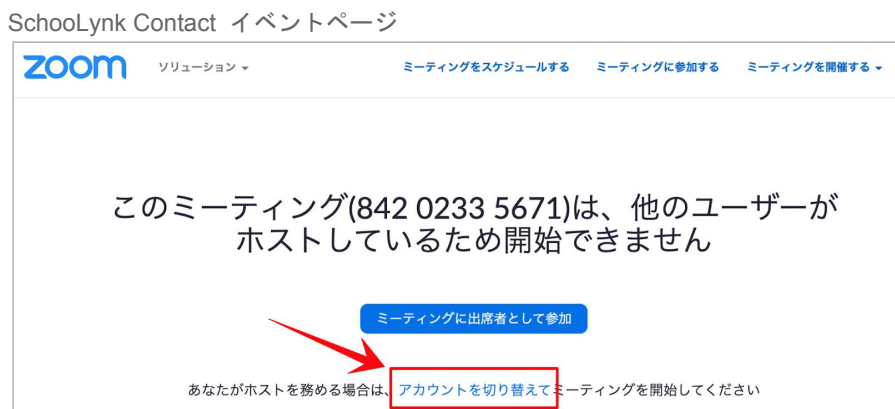 SchooLynk Contact イベントページ
zoom ソリューション ミーティングをスケジュールする ミーティングに参加する ミーティングを開催する
このミーティング(842 0233 5671)は、他のユーザーが
ホストしているため開始できません
ミーティングに出席者として参加
あなたがホストを務める場合は、アカウントを切り替えてミーティングを開始してください